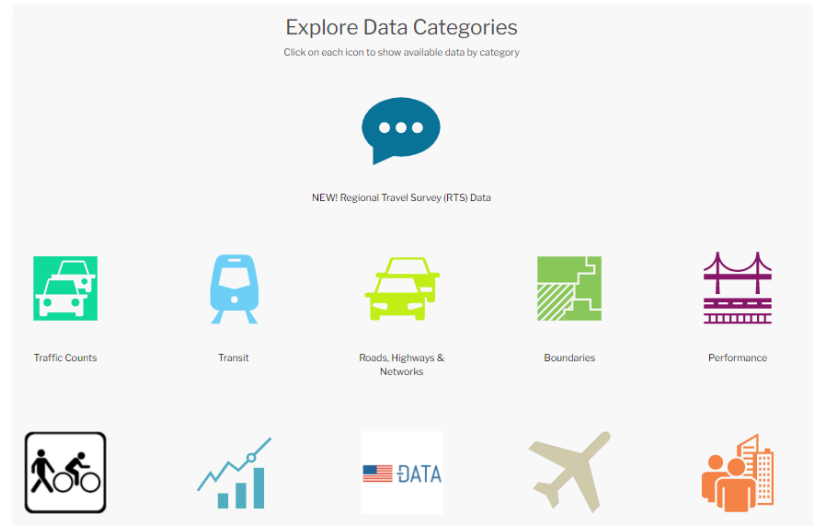 Explore Data Categories
Click on each icon to show available data by category
NEW! Regional Travel Survey (RTS) Data
Traffic Counts
Transit
Roads, Highways &
Networks
Boundaries
Performance
DATA